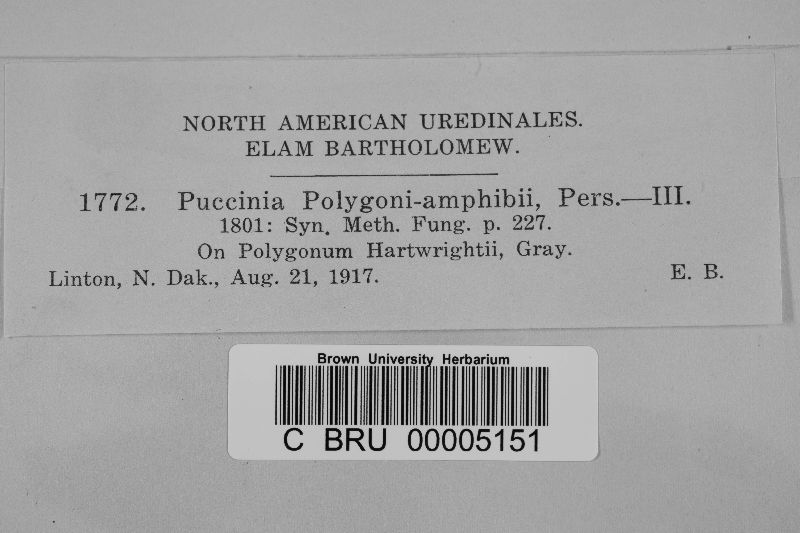 NORTH AMERICAN UREDINALES.
ELAM BARTHOLOMEW.
1772. Puccinia Polygoni-amphibii, Pers.—III.
1801: Syn. Meth. Fung. p. 227.
On Polygonum Hartwrightii, Gray.
Linton, N. Dak., Aug. 21, 1917. E. B.
Brown University Herbarium
C BRU 00005151